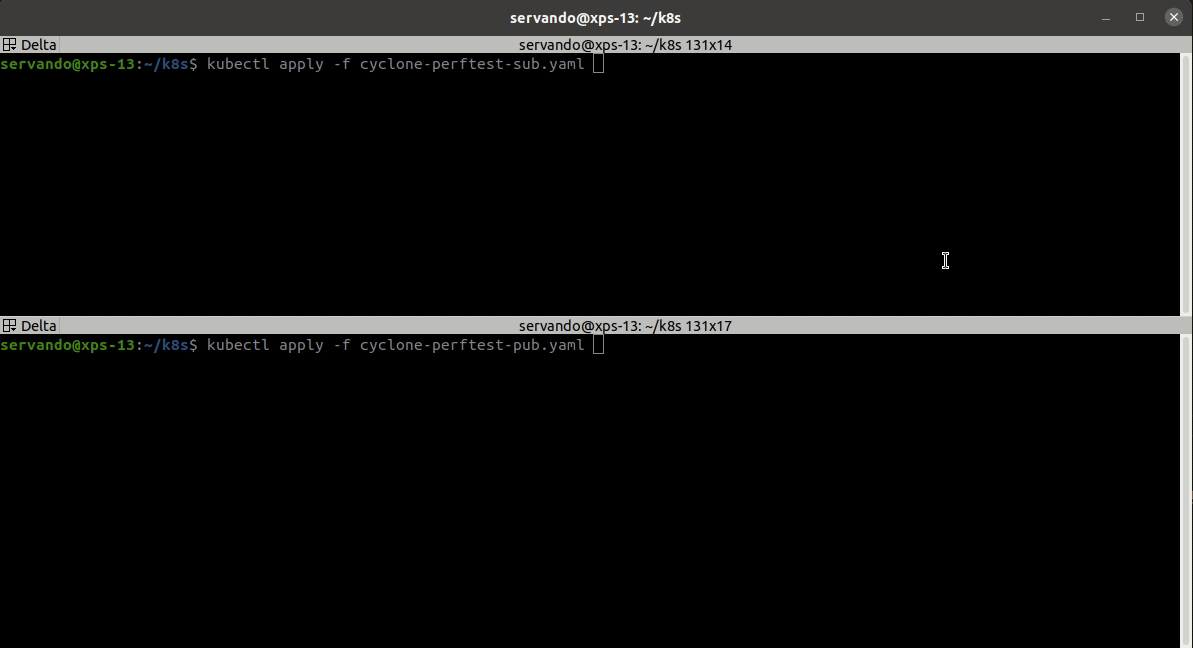 servando@xps-13: ~/k8s
Delta
servando@xps-13: ~/k8s 131x14
servando@xps-13:~/k8s$ kubectl apply -f cyclone-perftest-sub.yaml
Delta
servando@xps-13: ~/k8s 131x17
servando@xps-13:~/k8s$ kubectl apply -f cyclone-perftest-pub.yaml